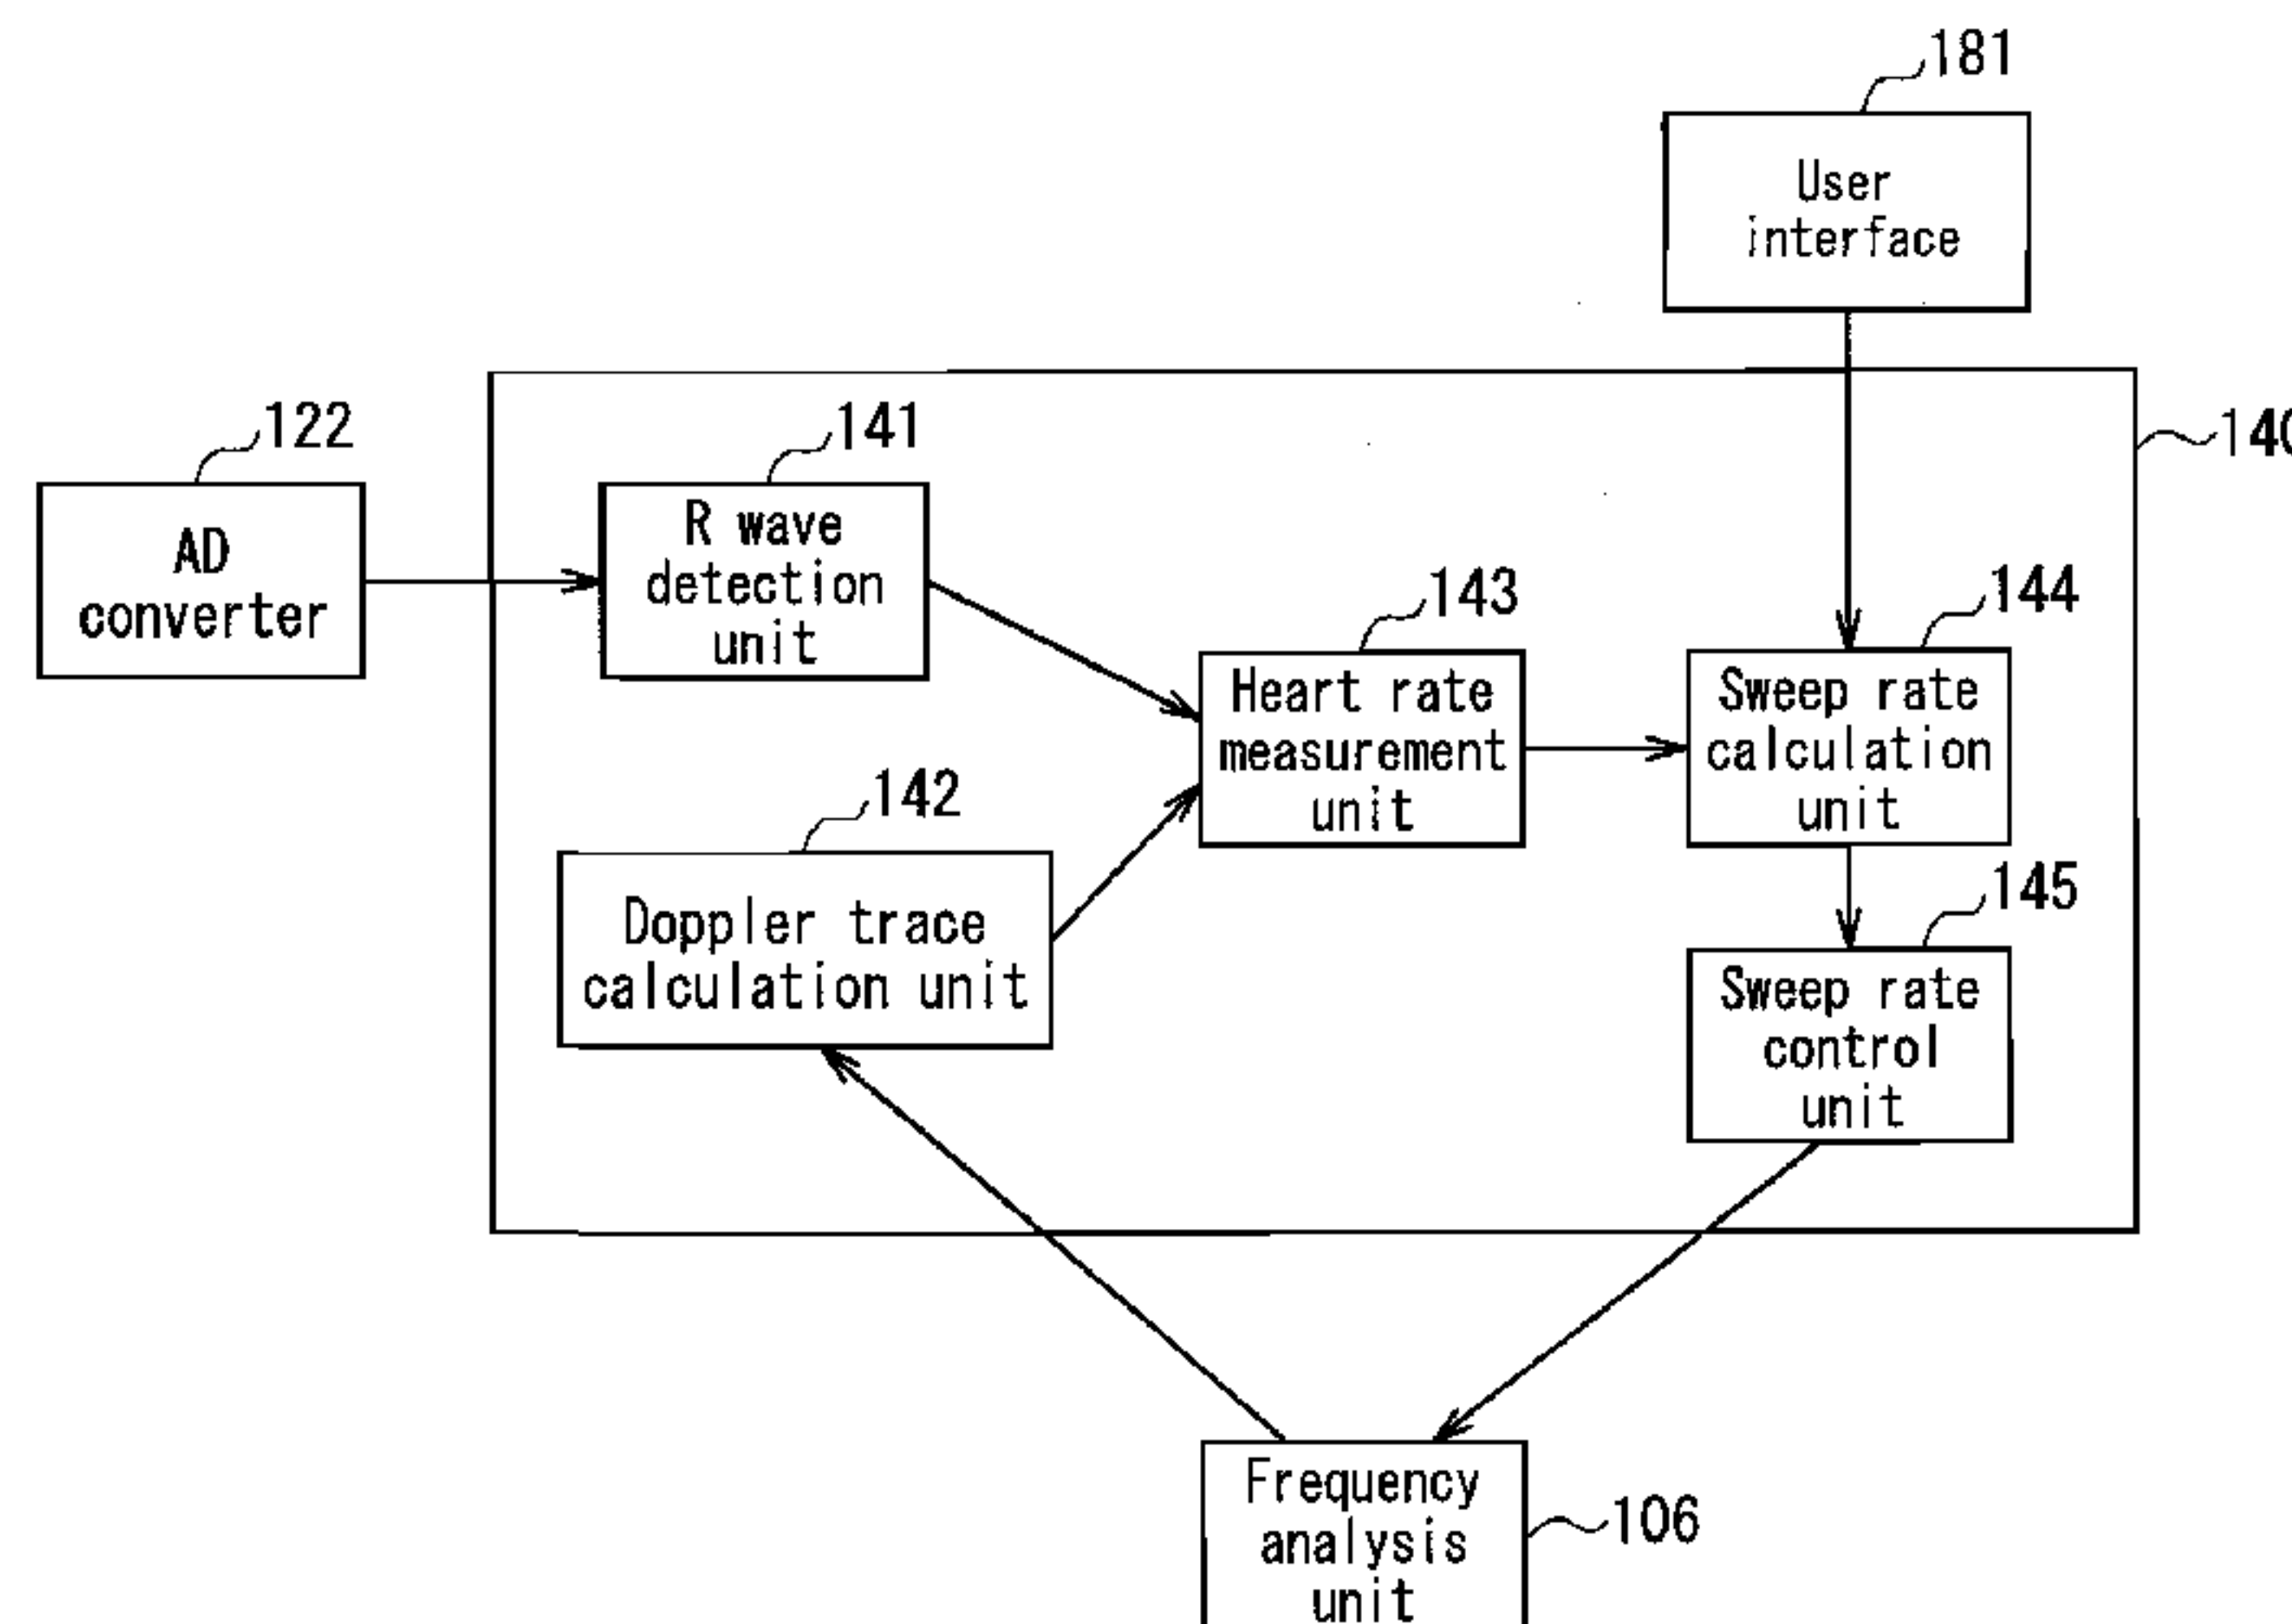 181
User
interface
140
122
AD
converter
141
R wave
detection
unit
143
Heart rate
measurement
unit
144
Sweep rate
calculation
unit
142
Doppler trace
calculation unit
145
Sweep rate
control
unit
Frequency
analysis
unit
106